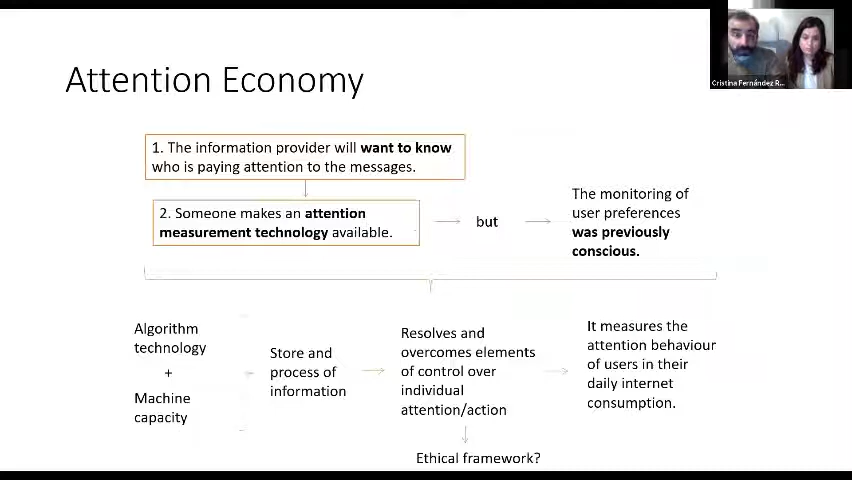 Attention Economy
Cristina Fernández R...
1. The information provider will want to know
who is paying attention to the messages.
2. Someone makes an attention
measurement technology available.
but
The monitoring of
user preferences
was previously
conscious.
Algorithm
technology
+
Machine
capacity
Store and
process of
information
Resolves and
overcomes elements
of control over
individual
attention/action
It measures the
attention behaviour
of users in their
daily internet
consumption.
Ethical framework?